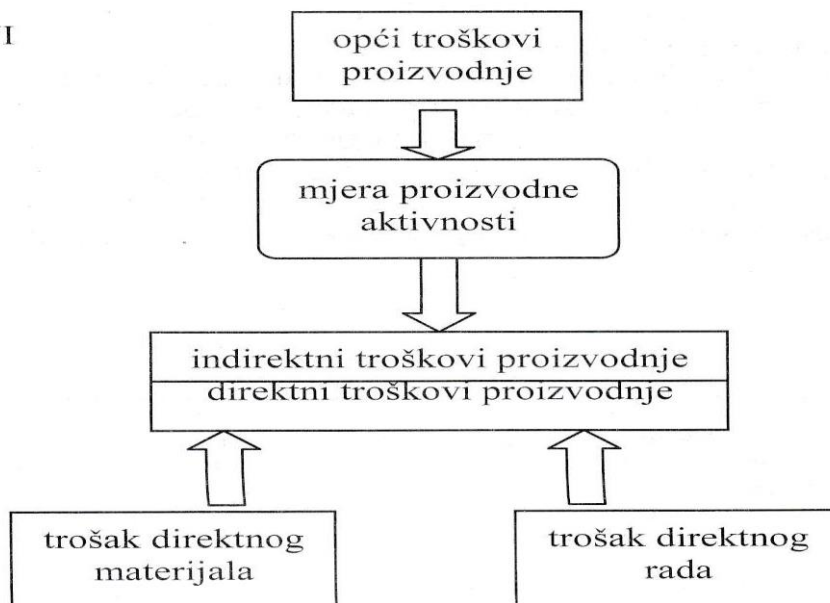 opći troškovi
proizvodnje
mjera proizvodne
aktivnosti
indirektni troškovi proizvodnje
direktni troškovi proizvodnje
trošak direktnog
materijala
trošak direktnog
rada